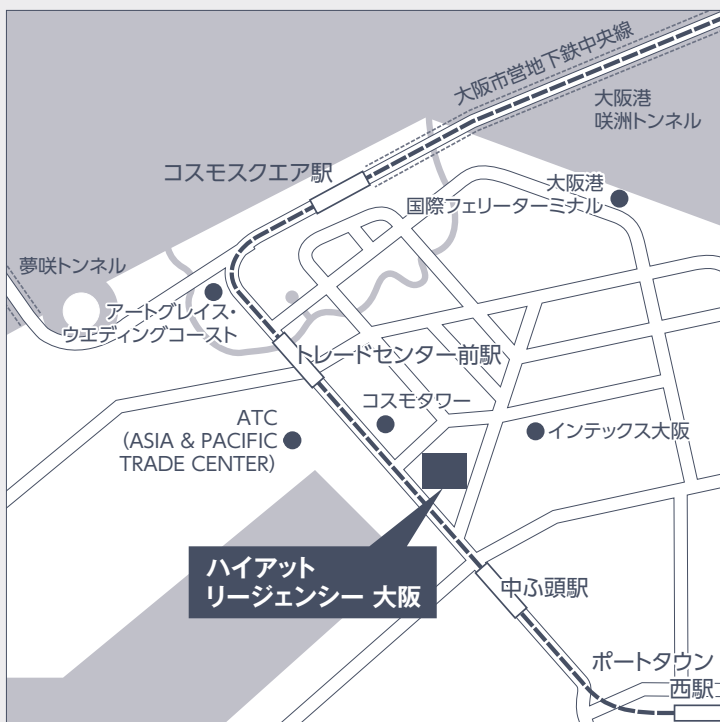 大阪市営地下鉄中央線
大阪港
咲洲トンネル
コスモスクエア駅
大阪港
国際フェリーターミナル
夢咲トンネル
アートグレイス・
ウエディングコースト
トレードセンター前駅
コスモタワー
ATC
(ASIA & PACIFIC
TRADE CENTER)
インテックス大阪
ハイアット
リージェンシー 大阪
中ふ頭駅
ポートタウン
西駅